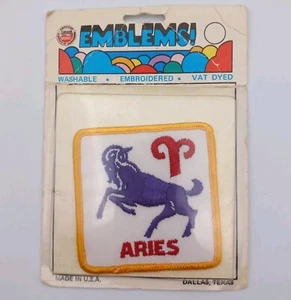 EMBLEMS!
WASHABLE • EMBROIDERED • VAT DYED
ARIES
MADE IN U.S.A.
DALLAS, TEXAS